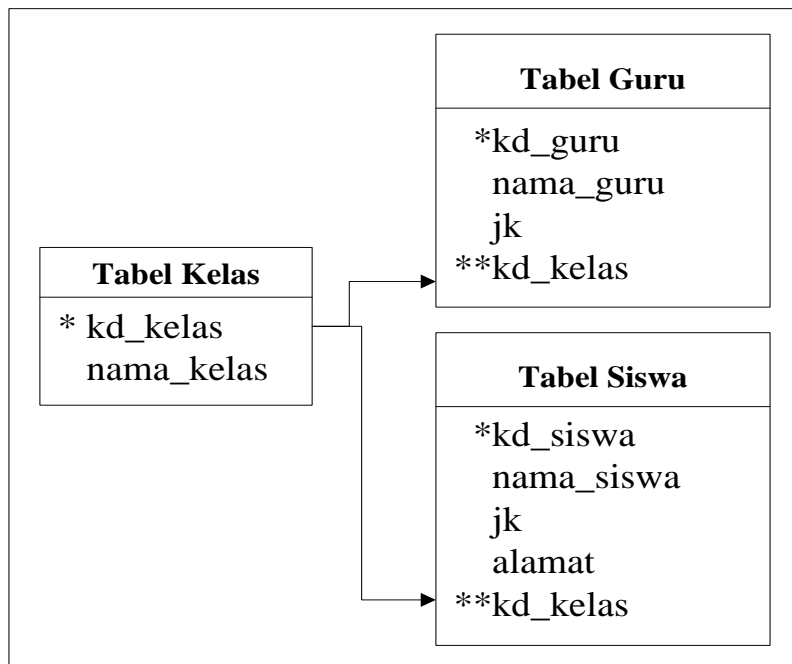 Tabel Kelas
* kd_kelas
nama_kelas
Tabel Guru
*kd_guru
nama_guru
jk
**kd_kelas
Tabel Siswa
*kd_siswa
nama_siswa
jk
alamat
**kd_kelas